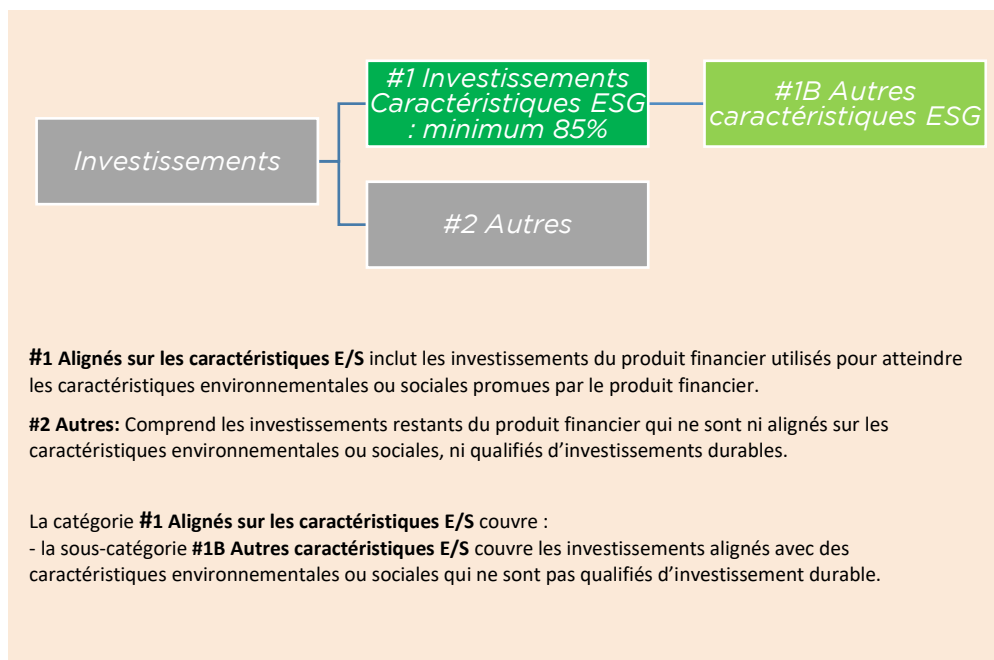 #1 Investissements
Caractéristiques ESG
: minimum 85%
#1B Autres
caractéristiques ESG
Investissements
#2 Autres
#1 Alignés sur les caractéristiques E/S inclut les investissements du produit financier utilisés pour atteindre
les caractéristiques environnementales ou sociales promues par le produit financier.
#2 Autres: Comprend les investissements restants du produit financier qui ne sont ni alignés sur les
caractéristiques environnementales ou sociales, ni qualifiés d’investissements durables.
La catégorie #1 Alignés sur les caractéristiques E/S couvre :
- la sous-catégorie #1B Autres caractéristiques E/S couvre les investissements alignés avec des
caractéristiques environnementales ou sociales qui ne sont pas qualifiés d’investissement durable.